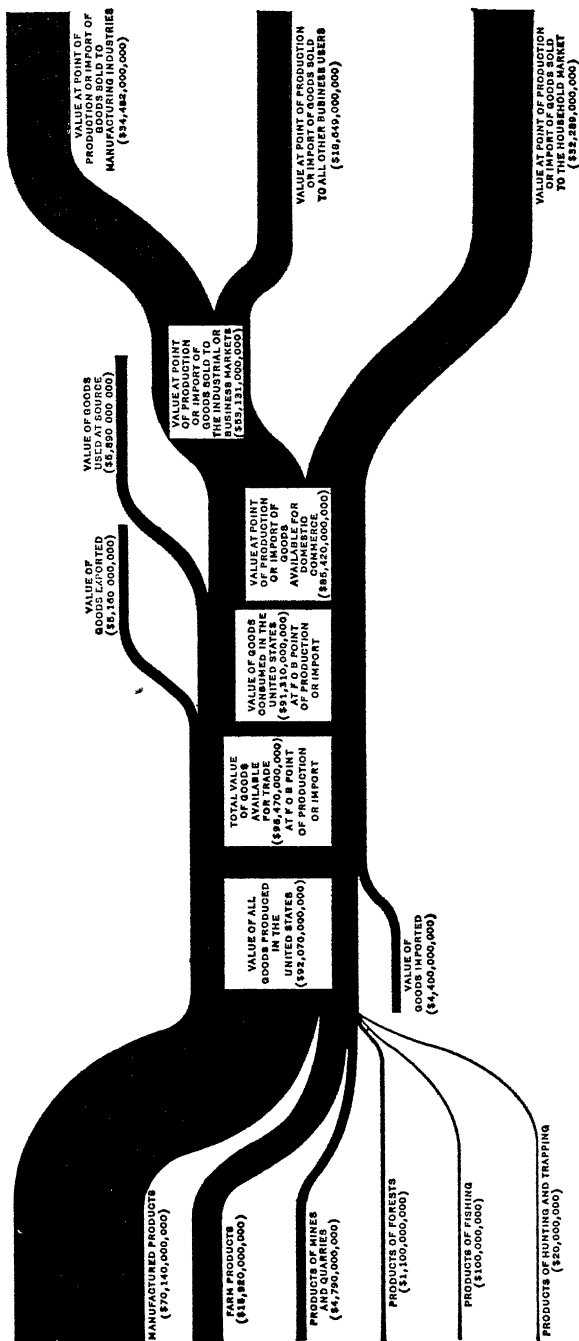 MANUFACTURED PRODUCTS
($70,140,000,000)
FARM PRODUCTS
($15,920,000,000)
PRODUCTS OF MINES
AND QUARRIES
($4,790,000,000)
PRODUCTS OF FORESTS
($1,100,000,000)
PRODUCTS OF FISHING
($100,000,000)
PRODUCTS OF HUNTING AND TRAPPING
($20,000,000)
VALUE OF ALL
GOODS PRODUCED
IN THE
UNITED STATES
($92,070,000,000)
VALUE OF
GOODS IMPORTED
($4,400,000,000)
TOTAL VALUE
OF GOODS
AVAILABLE
FOR TRADE
($96,470,000,000)
AT F O B POINT
OF PRODUCTION
OR IMPORT
VALUE OF
GOODS EXPORTED
($5,160 000,000)
VALUE OF GOODS
CONSUMED IN THE
UNITED STATES
($91,310,000,000)
AT F O B POINT
OF PRODUCTION
OR IMPORT
VALUE OF GOODS
USED AT SOURCE
($5,890 000 000)
VALUE AT POINT
OF PRODUCTION
OR IMPORT OF
GOODS
AVAILABLE FOR
DOMESTIC
COMMERCE
($85,420,000,000)
VALUE AT POINT
OF PRODUCTION
OR IMPORT OF
GOODS SOLD TO
THE INDUSTRIAL OR
BUSINESS MARKETS
($53,131,000,000)
VALUE AT POINT OF
PRODUCTION OR IMPORT OF
GOODS SOLD TO
MANUFACTURING INDUSTRIES
($34,482,000,000)
VALUE AT POINT OF PRODUCTION
OR IMPORT OF GOODS SOLD
TO ALL OTHER BUSINESS USERS
($18,649,000,000)
VALUE AT POINT OF PRODUCTION
OR IMPORT OF GOODS SOLD
TO THE HOUSEHOLD MARKET
($32,289,000,000)